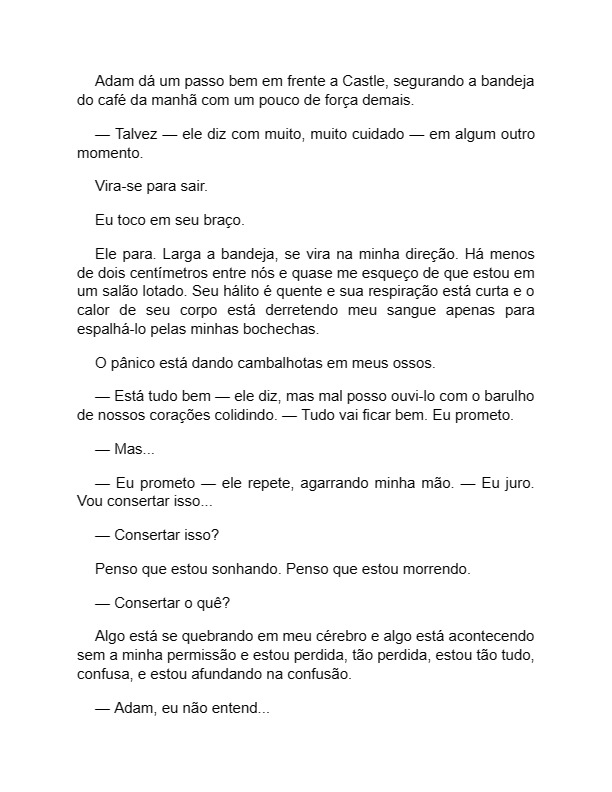 Adam dá um passo bem em frente a Castle, segurando a bandeja
do café da manhã com um pouco de força demais.
— Talvez — ele diz com muito, muito cuidado — em algum outro
momento.
Vira-se para sair.
Eu toco em seu braço.
Ele para. Larga a bandeja, se vira na minha direção. Há menos
de dois centímetros entre nós e quase me esqueço de que estou em
um salão lotado. Seu hálito é quente e sua respiração está curta e o
calor de seu corpo está derretendo meu sangue apenas para
espalhá-lo pelas minhas bochechas.
O pânico está dando cambalhotas em meus ossos.
— Está tudo bem — ele diz, mas mal posso ouvi-lo com o barulho
de nossos corações colidindo. — Tudo vai ficar bem. Eu prometo.
— Mas...
— Eu prometo — ele repete, agarrando minha mão. — Eu juro.
Vou consertar isso...
— Consertar isso?
Penso que estou sonhando. Penso que estou morrendo.
— Consertar o quê?
Algo está se quebrando em meu cérebro e algo está acontecendo
sem a minha permissão e estou perdida, tão perdida, estou tão tudo,
confusa, e estou afundando na confusão.
— Adam, eu não entend...